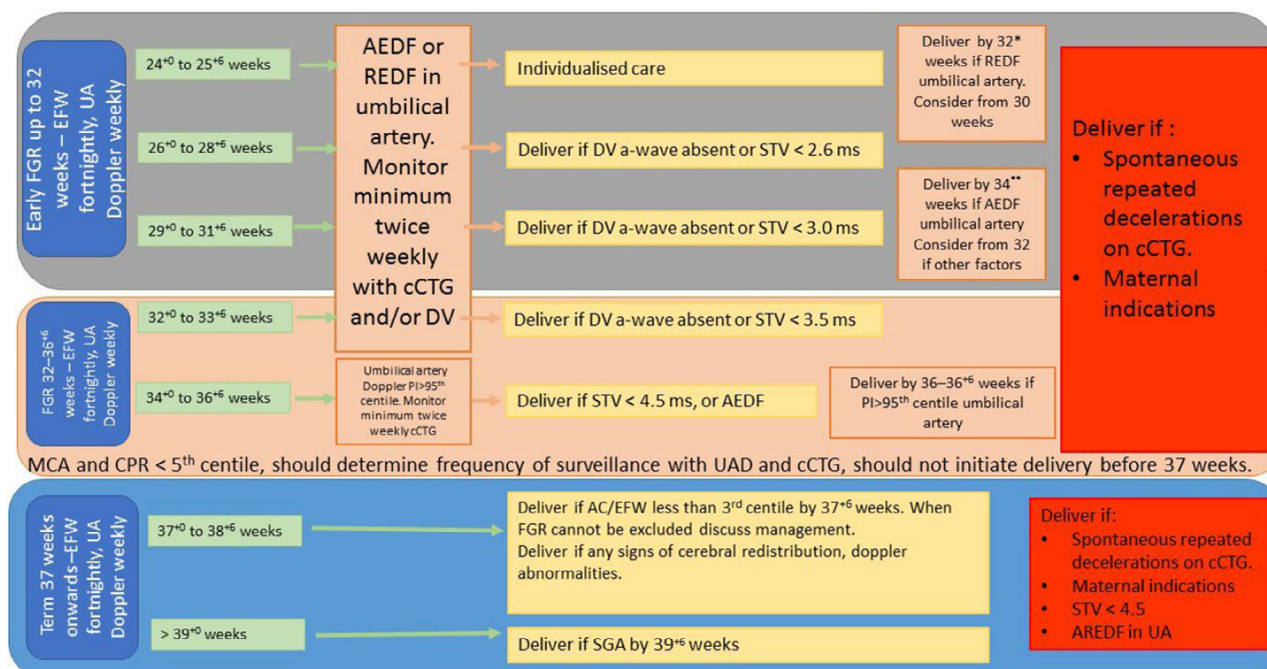 Early FGR up to 32
weeks – EFW
fortnightly, UA
Doppler weekly
24+0 to 25+6 weeks
26+0 to 28+6 weeks
29+0 to 31+6 weeks
AEDF or
REDF in
umbilical
artery.
Monitor
minimum
twice
weekly
with cCTG
and/or DV
Individualised care
Deliver if DV a-wave absent or STV < 2.6 ms
Deliver if DV a-wave absent or STV < 3.0 ms
Deliver by 32*
weeks if REDF
umbilical artery.
Consider from 30
weeks
Deliver by 34**
weeks if AEDF
umbilical artery
Consider from 32
if other factors
Deliver if :
• Spontaneous
repeated
decelerations
on cCTG.
• Maternal
indications
FGR 32–36+6
weeks – EFW
fortnightly, UA
Doppler weekly
32+0 to 33+6 weeks
34+0 to 36+6 weeks
Umbilical artery
Doppler PI>95th
centile. Monitor
minimum twice
weekly cCTG
Deliver if DV a-wave absent or STV < 3.5 ms
Deliver if STV < 4.5 ms, or AEDF
Deliver by 36–36+6 weeks if
PI>95th centile umbilical
artery
MCA and CPR < 5th centile, should determine frequency of surveillance with UAD and cCTG, should not initiate delivery before 37 weeks.
Term 37 weeks
onwards–EFW
fortnightly, UA
Doppler weekly
37+0 to 38+6 weeks
> 39+0 weeks
Deliver if AC/EFW less than 3rd centile by 37+6 weeks. When
FGR cannot be excluded discuss management.
Deliver if any signs of cerebral redistribution, doppler
abnormalities.
Deliver if SGA by 39+6 weeks
Deliver if:
• Spontaneous repeated
decelerations on cCTG.
• Maternal indications
• STV < 4.5
• AREDF in UA